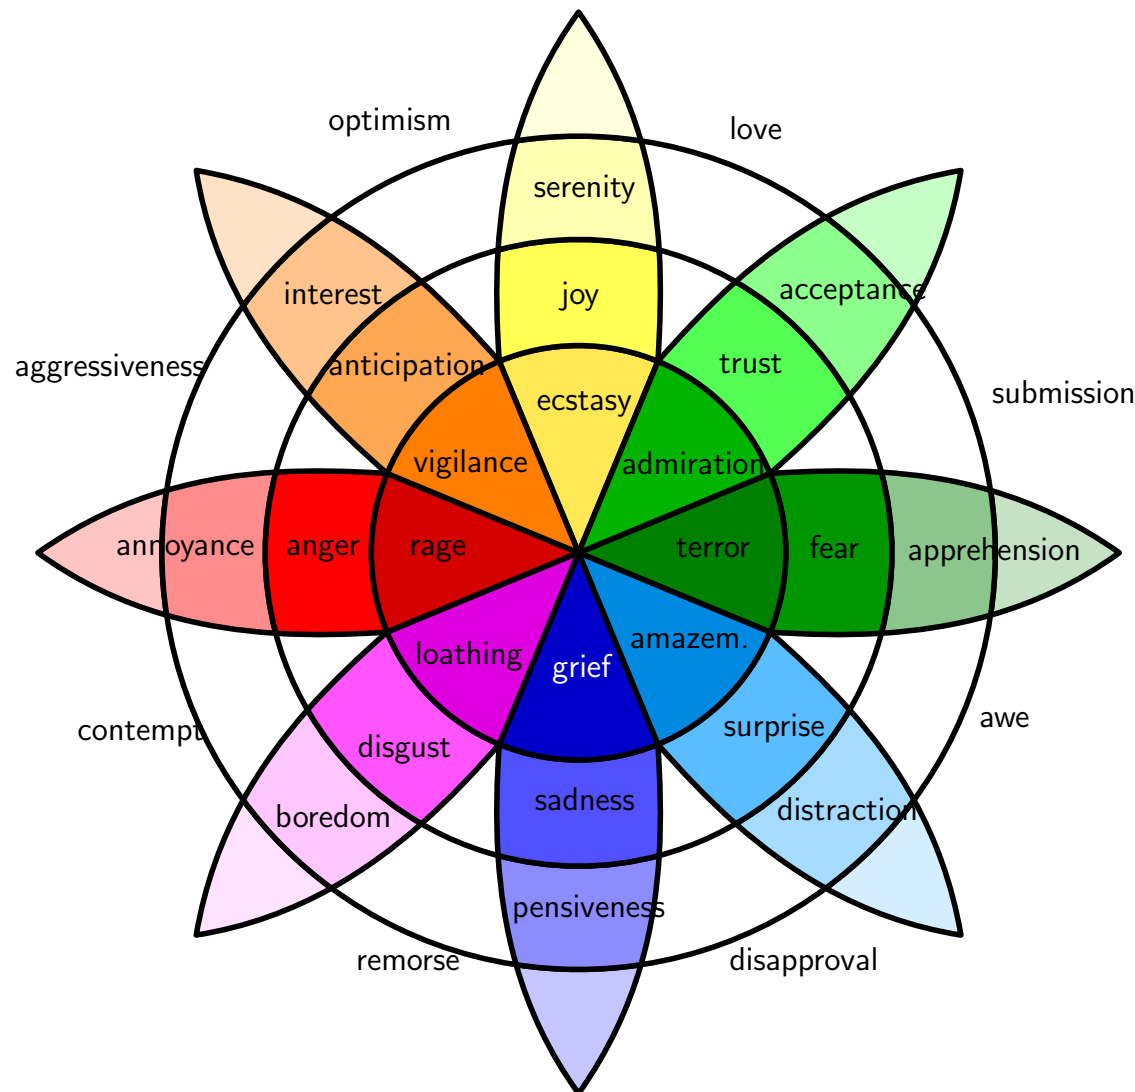 optimism
love
serenity
interest
joy
acceptance
aggressiveness
anticipation
trust
submission
ecstasy
vigilance
admiration
annoyance
anger
rage
terror
fear
apprehension
loathing
grief
amazem.
contempt
disgust
surprise
awe
boredom
sadness
distraction
pensiveness
remorse
disapproval